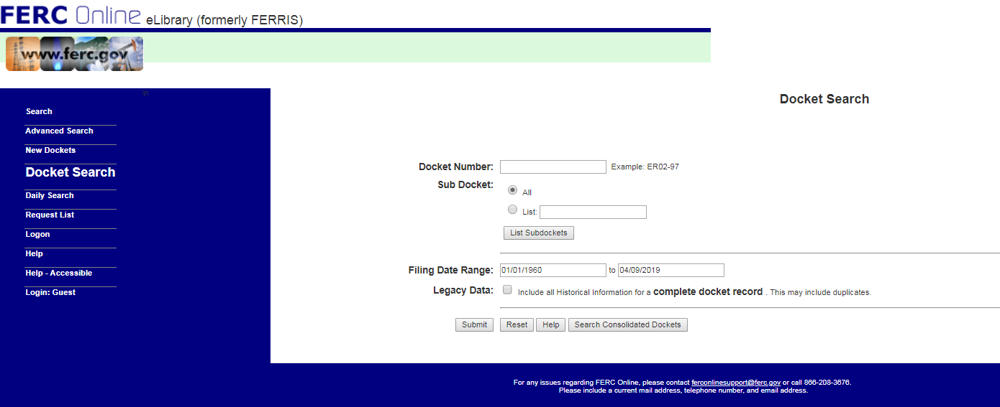 FERC Online eLibrary (formerly FERRIS)
www.ferc.gov
\n
Docket Search
Search
Advanced Search
New Dockets
Docket Search
Daily Search
Request List
Logon
Help
Help - Accessible
Login: Guest
Docket Number: Example: ER02-97
Sub Docket:
All
List:
List Subdockets
Filing Date Range: 01/01/1960 to 04/09/2019
Legacy Data: Include all Historical Information for a complete docket record . This may include duplicates.
Submit Reset Help Search Consolidated Dockets
For any issues regarding FERC Online, please contact ferconlinesupport@ferc.gov or call 866-208-3676.
Please include a current mail address, telephone number, and email address.